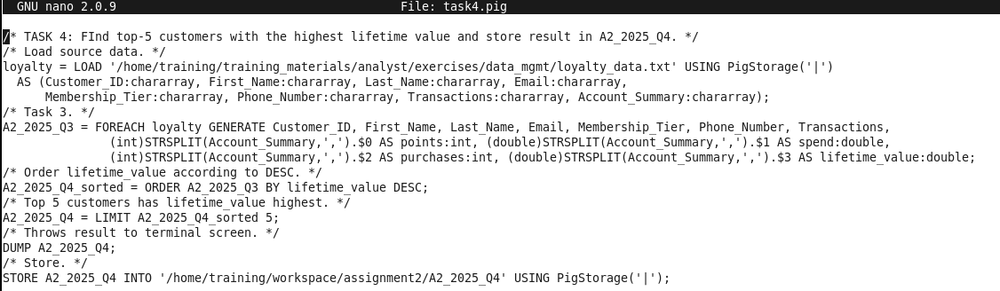 GNU nano 2.0.9 File: task4.pig
/* TASK 4: FInd top-5 customers with the highest lifetime value and store result in A2_2025_Q4. */
/* Load source data. */
loyalty = LOAD '/home/training/training_materials/analyst/exercises/data_mgmt/loyalty_data.txt' USING PigStorage('|')
  AS (Customer_ID:chararray, First_Name:chararray, Last_Name:chararray, Email:chararray,
      Membership_Tier:chararray, Phone_Number:chararray, Transactions:chararray, Account_Summary:chararray);
/* Task 3. */
A2_2025_Q3 = FOREACH loyalty GENERATE Customer_ID, First_Name, Last_Name, Email, Membership_Tier, Phone_Number, Transactions,
               (int)STRSPLIT(Account_Summary,',').$0 AS points:int, (double)STRSPLIT(Account_Summary,',').$1 AS spend:double,
               (int)STRSPLIT(Account_Summary,',').$2 AS purchases:int, (double)STRSPLIT(Account_Summary,',').$3 AS lifetime_value:double;
/* Order lifetime_value according to DESC. */
A2_2025_Q4_sorted = ORDER A2_2025_Q3 BY lifetime_value DESC;
/* Top 5 customers has lifetime_value highest. */
A2_2025_Q4 = LIMIT A2_2025_Q4_sorted 5;
/* Throws result to terminal screen. */
DUMP A2_2025_Q4;
/* Store. */
STORE A2_2025_Q4 INTO '/home/training/workspace/assignment2/A2_2025_Q4' USING PigStorage('|');